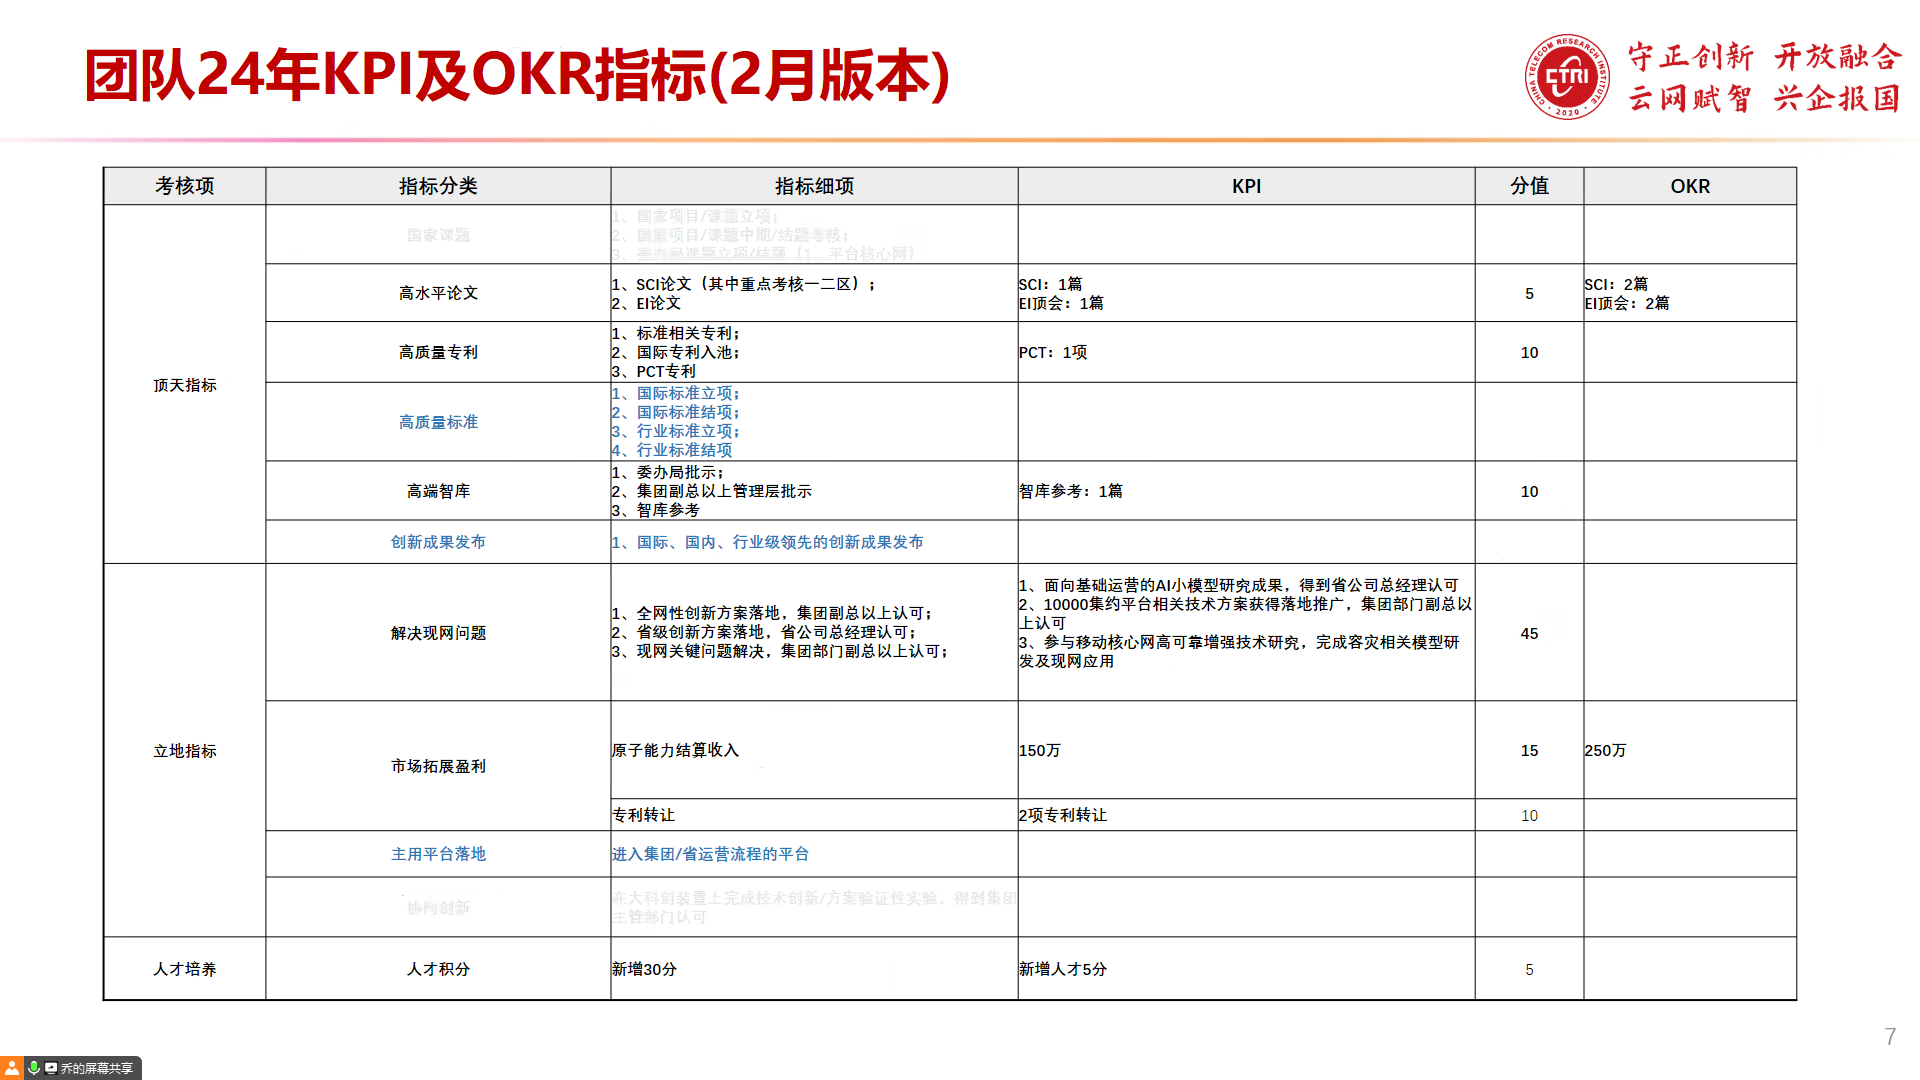 团队24年KPI及OKR指标(2月版本)
守正创新 开放融合
云网赋智 兴企报国
CHINA TELECOM RESEARCH INSTITUTE
CTRI
2020
考核项 指标分类 指标细项 KPI 分值 OKR
顶天指标
国家课题
1、国家项目/课题立项；
2、国家项目/课题中期/结题考核；
3、委办局课题立项/结题（1、平台核心网）
高水平论文
1、SCI论文（其中重点考核一二区）；
2、EI论文
SCI：1篇
EI顶会：1篇
5
SCI：2篇
EI顶会：2篇
高质量专利
1、标准相关专利；
2、国际专利入池；
3、PCT专利
PCT：1项
10
高质量标准
1、国际标准立项；
2、国际标准结项；
3、行业标准立项；
4、行业标准结项
高端智库
1、委办局批示；
2、集团副总以上管理层批示
3、智库参考
智库参考：1篇
10
创新成果发布
1、国际、国内、行业级领先的创新成果发布
立地指标
解决现网问题
1、全网性创新方案落地，集团副总以上认可；
2、省级创新方案落地，省公司总经理认可；
3、现网关键问题解决，集团部门副总以上认可；
1、面向基础运营的AI小模型研究成果，得到省公司总经理认可
2、10000集约平台相关技术方案获得落地推广，集团部门副总以
上认可
3、参与移动核心网高可靠增强技术研究，完成容灾相关模型研
发及现网应用
45
市场拓展盈利
原子能力结算收入
150万
15
250万
专利转让
2项专利转让
10
主用平台落地
进入集团/省运营流程的平台
协同创新
在大科创装置上完成技术创新/方案验证性实验，得到集团
主管部门认可
人才培养
人才积分
新增30分
新增人才5分
5
7
乔的屏幕共享